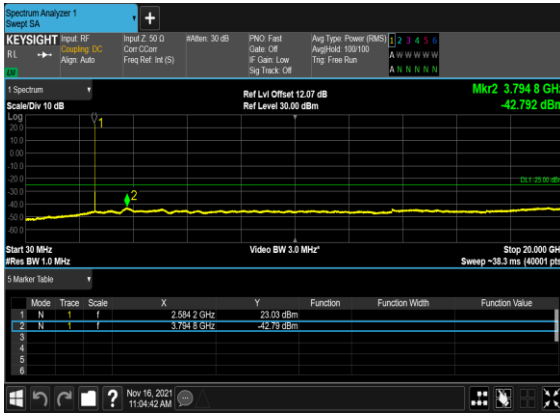 Spectrum Analyzer 1
Swept SA
+
KEYSIGHT Input: RF Input Z: 50 Ω #Atten: 30 dB PNO: Fast Avg Type: Power (RMS) 1 2 3 4 5 6
RL Coupling: DC Corr CCorr Gate: Off Avg|Hold: 100/100 A W W W W W
Align: Auto Freq Ref: Int (S) IF Gain: Low Trig: Free Run
Sig Track: Off A N N N N N
1 Spectrum Ref Lvl Offset 12.07 dB Mkr2 3.794 8 GHz
Scale/Div 10 dB Ref Level 30.00 dBm -42.792 dBm
Log
20.0
10.0
0.00
-10.0
-20.0
-30.0
-40.0
-50.0
-60.0
1
2
DL1 -25.00 dBm
Start 30 MHz Video BW 3.0 MHz* Stop 20.000 GHz
#Res BW 1.0 MHz Sweep ~38.3 ms (40001 pts)
5 Marker Table
Mode Trace Scale X Y Function Function Width Function Value
1 N 1 f 2.584 2 GHz 23.03 dBm
2 N 1 f 3.794 8 GHz -42.79 dBm
3
4
5
6
? Nov 16, 2021
11:04:42 AM